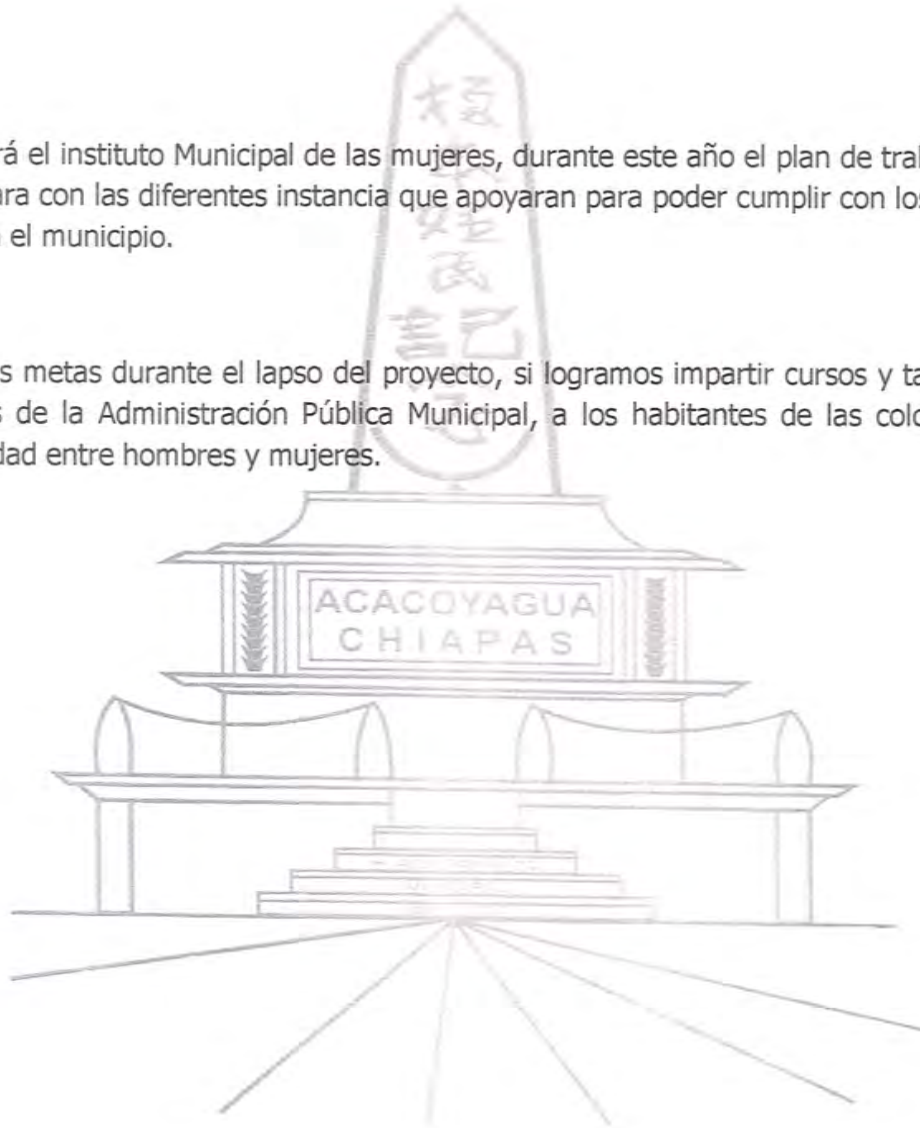 rá el instituto Municipal de las mujeres, durante este año el plan de tral
ara con las diferentes instancia que apoyaran para poder cumplir con los
el municipio.
s metas durante el lapso del proyecto, si logramos impartir cursos y ta
s de la Administración Pública Municipal, a los habitantes de las colo
dad entre hombres y mujeres.
ACACOYAGUA
CHIAPAS